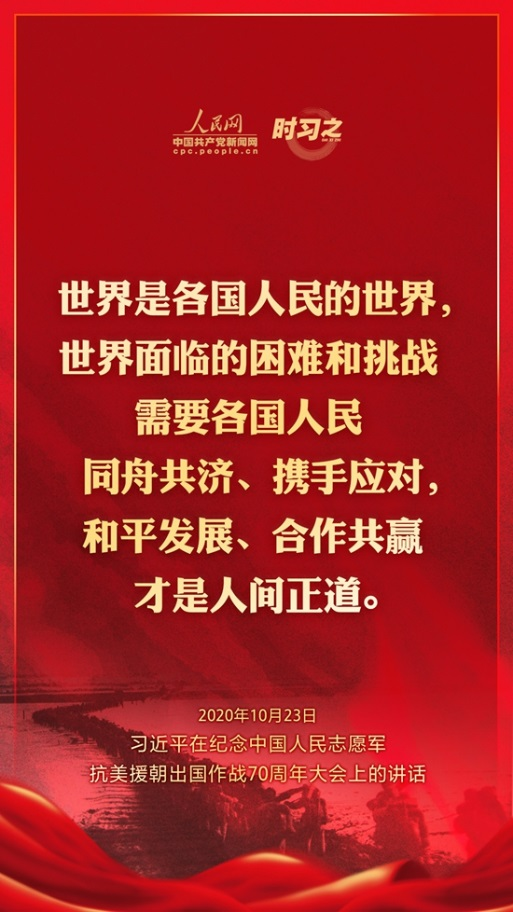 人民网
中国共产党新闻网
cpc.people.cn
时习之
世界是各国人民的世界，
世界面临的困难和挑战
需要各国人民
同舟共济、携手应对，
和平发展、合作共赢
才是人间正道。
2020年10月23日
习近平在纪念中国人民志愿军
抗美援朝出国作战70周年大会上的讲话